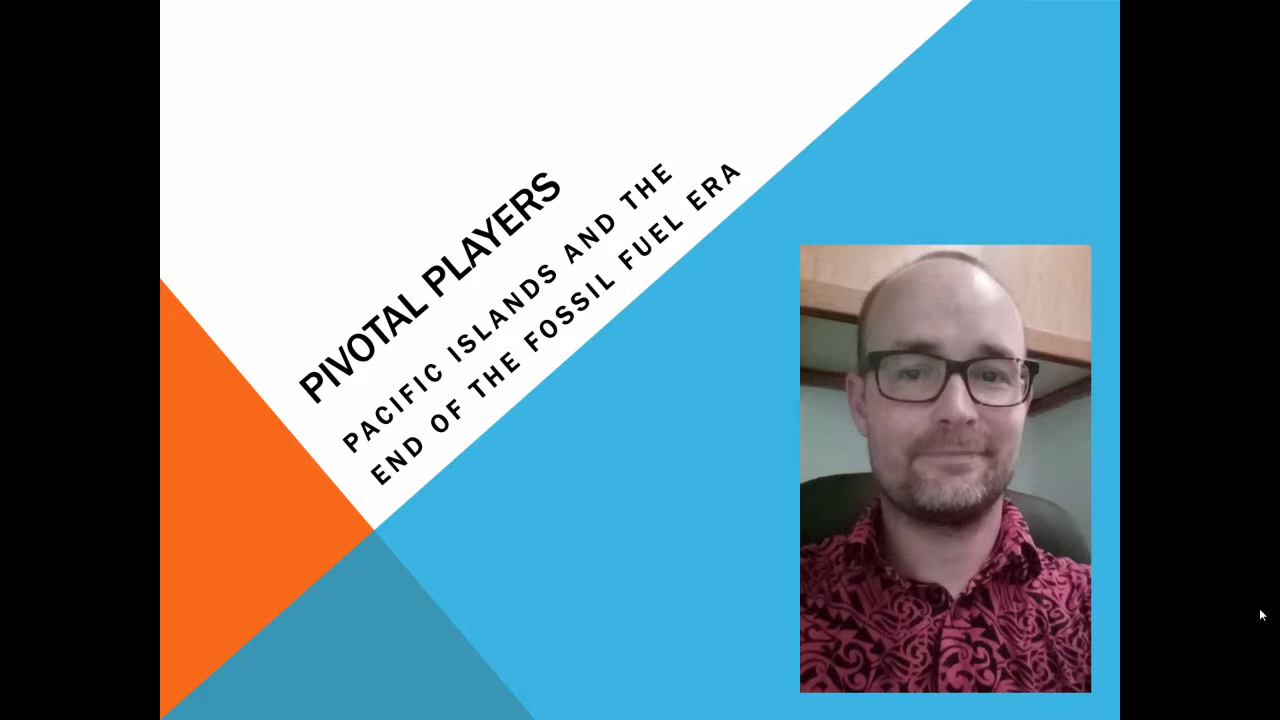 PIVOTAL PLAYERS
PACIFIC ISLANDS AND THE
END OF THE FOSSIL FUEL ERA